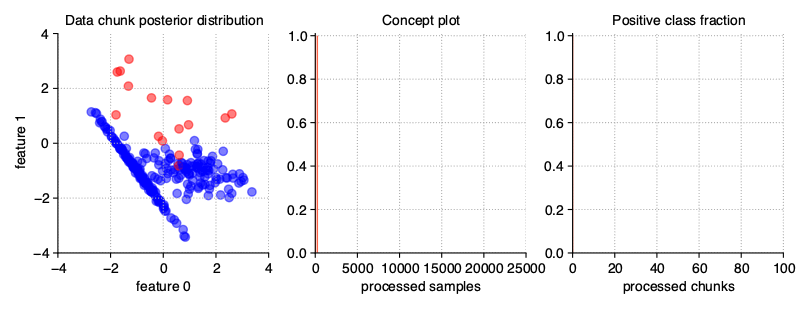 Data chunk posterior distribution
4
2
0
−2
−4
feature 1
−4 −2 0 2 4
feature 0
Concept plot
1.0
0.8
0.6
0.4
0.2
0.0
0 5000 10000 15000 20000 25000
processed samples
Positive class fraction
1.0
0.8
0.6
0.4
0.2
0.0
0 20 40 60 80 100
processed chunks